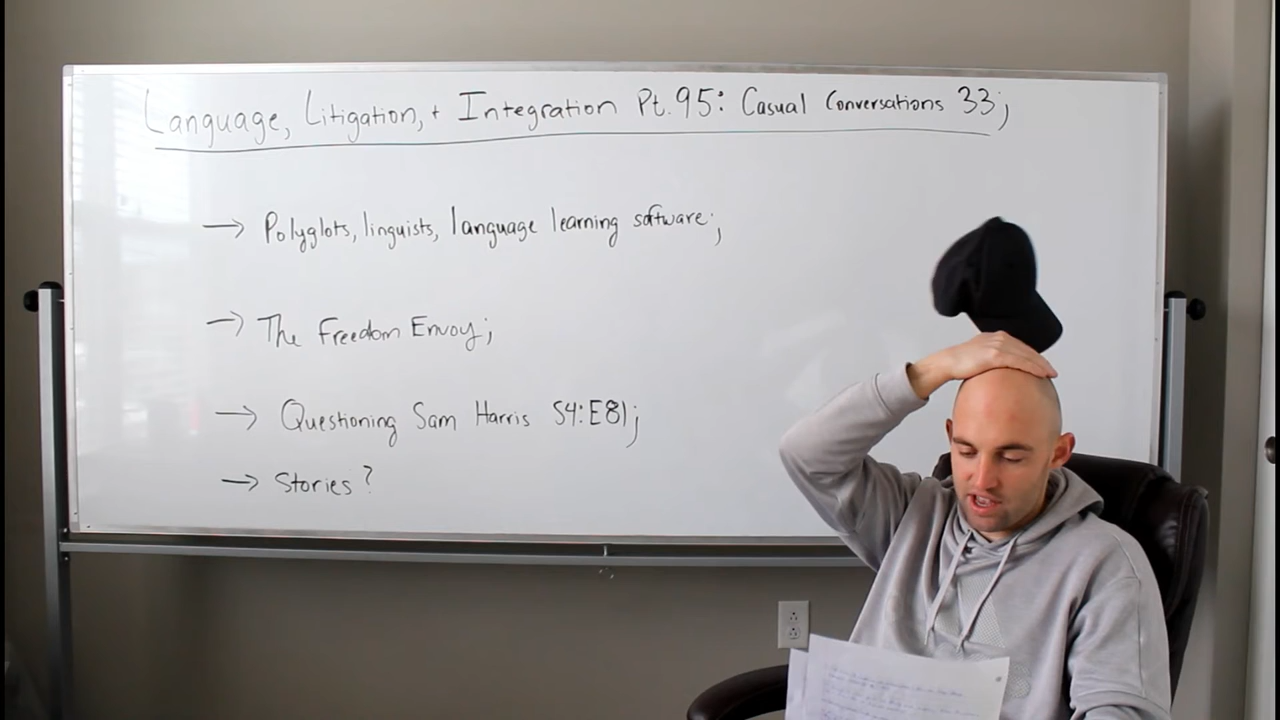 Language, Litigation, + Integration Pt. 95: Casual Conversations 33;
→ Polyglots, linguists, language learning software;
→ The Freedom Envoy;
→ Questioning Sam Harris S4:E81;
→ Stories?